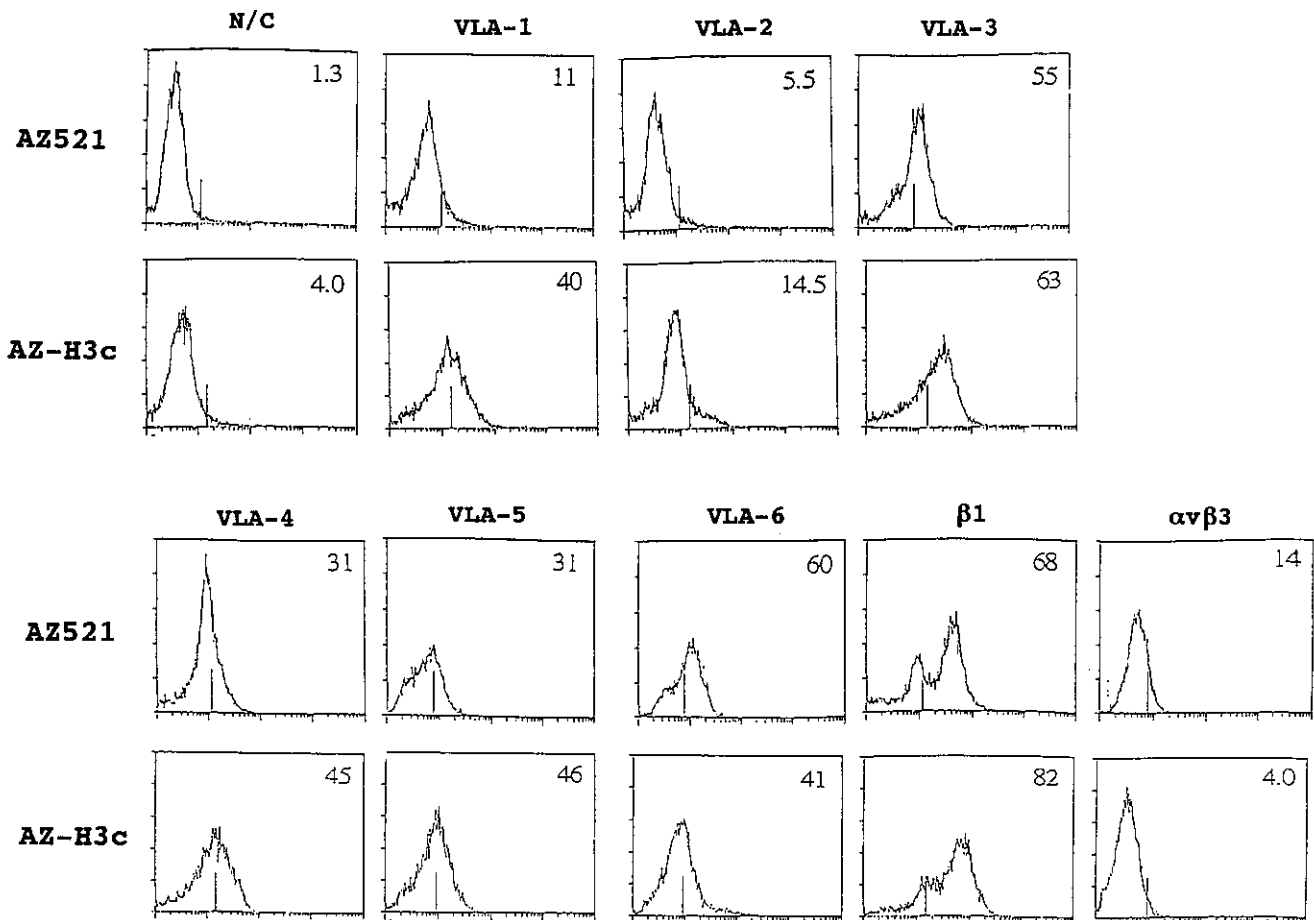 N/C VLA-1 VLA-2 VLA-3
AZ521 1.3 11 5.5 55
AZ-H3c 4.0 40 14.5 63
VLA-4 VLA-5 VLA-6 β1 αvβ3
AZ521 31 31 60 68 14
AZ-H3c 45 46 41 82 4.0